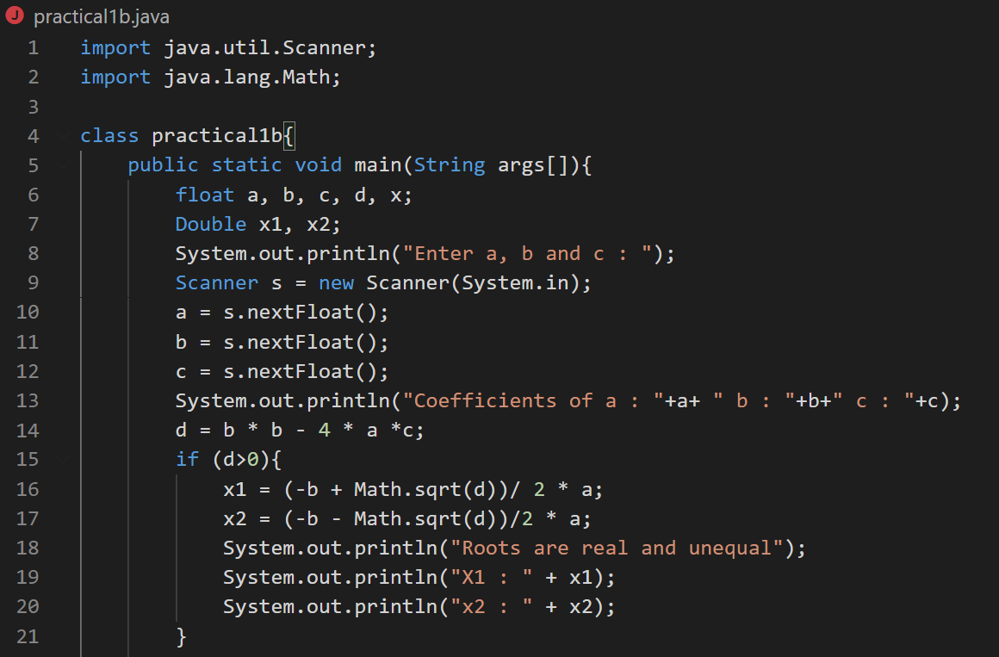 J practical1b.java
1 import java.util.Scanner;
2 import java.lang.Math;
3
4 class practical1b{
5 public static void main(String args[]){
6 float a, b, c, d, x;
7 Double x1, x2;
8 System.out.println("Enter a, b and c : ");
9 Scanner s = new Scanner(System.in);
10 a = s.nextFloat();
11 b = s.nextFloat();
12 c = s.nextFloat();
13 System.out.println("Coefficients of a : "+a+ " b : "+b+" c : "+c);
14 d = b * b - 4 * a *c;
15 if (d>0){
16 x1 = (-b + Math.sqrt(d))/ 2 * a;
17 x2 = (-b - Math.sqrt(d))/2 * a;
18 System.out.println("Roots are real and unequal");
19 System.out.println("X1 : " + x1);
20 System.out.println("x2 : " + x2);
21 }